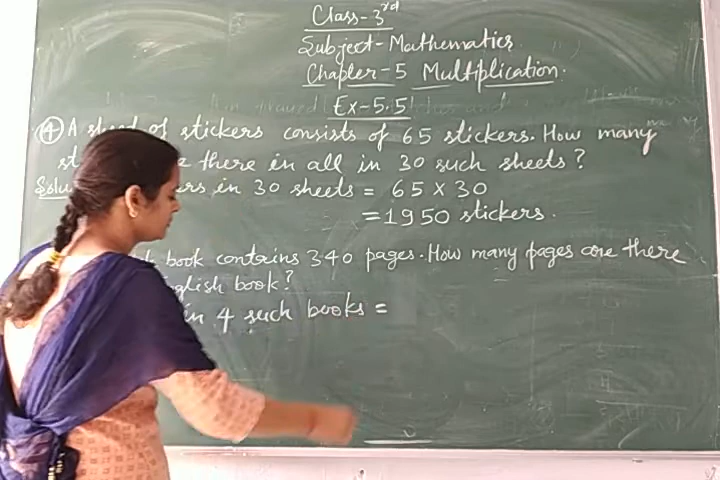 Class-3rd
Subject-Mathematics
Chapter-5 Multiplication.
Ex-5.5
④ A sheet of stickers consists of 65 stickers. How many
there in all in 30 such sheets?
in 30 sheets = 65 × 30
= 1950 stickers.
book contains 340 pages. How many pages are there
book?
in 4 such books =